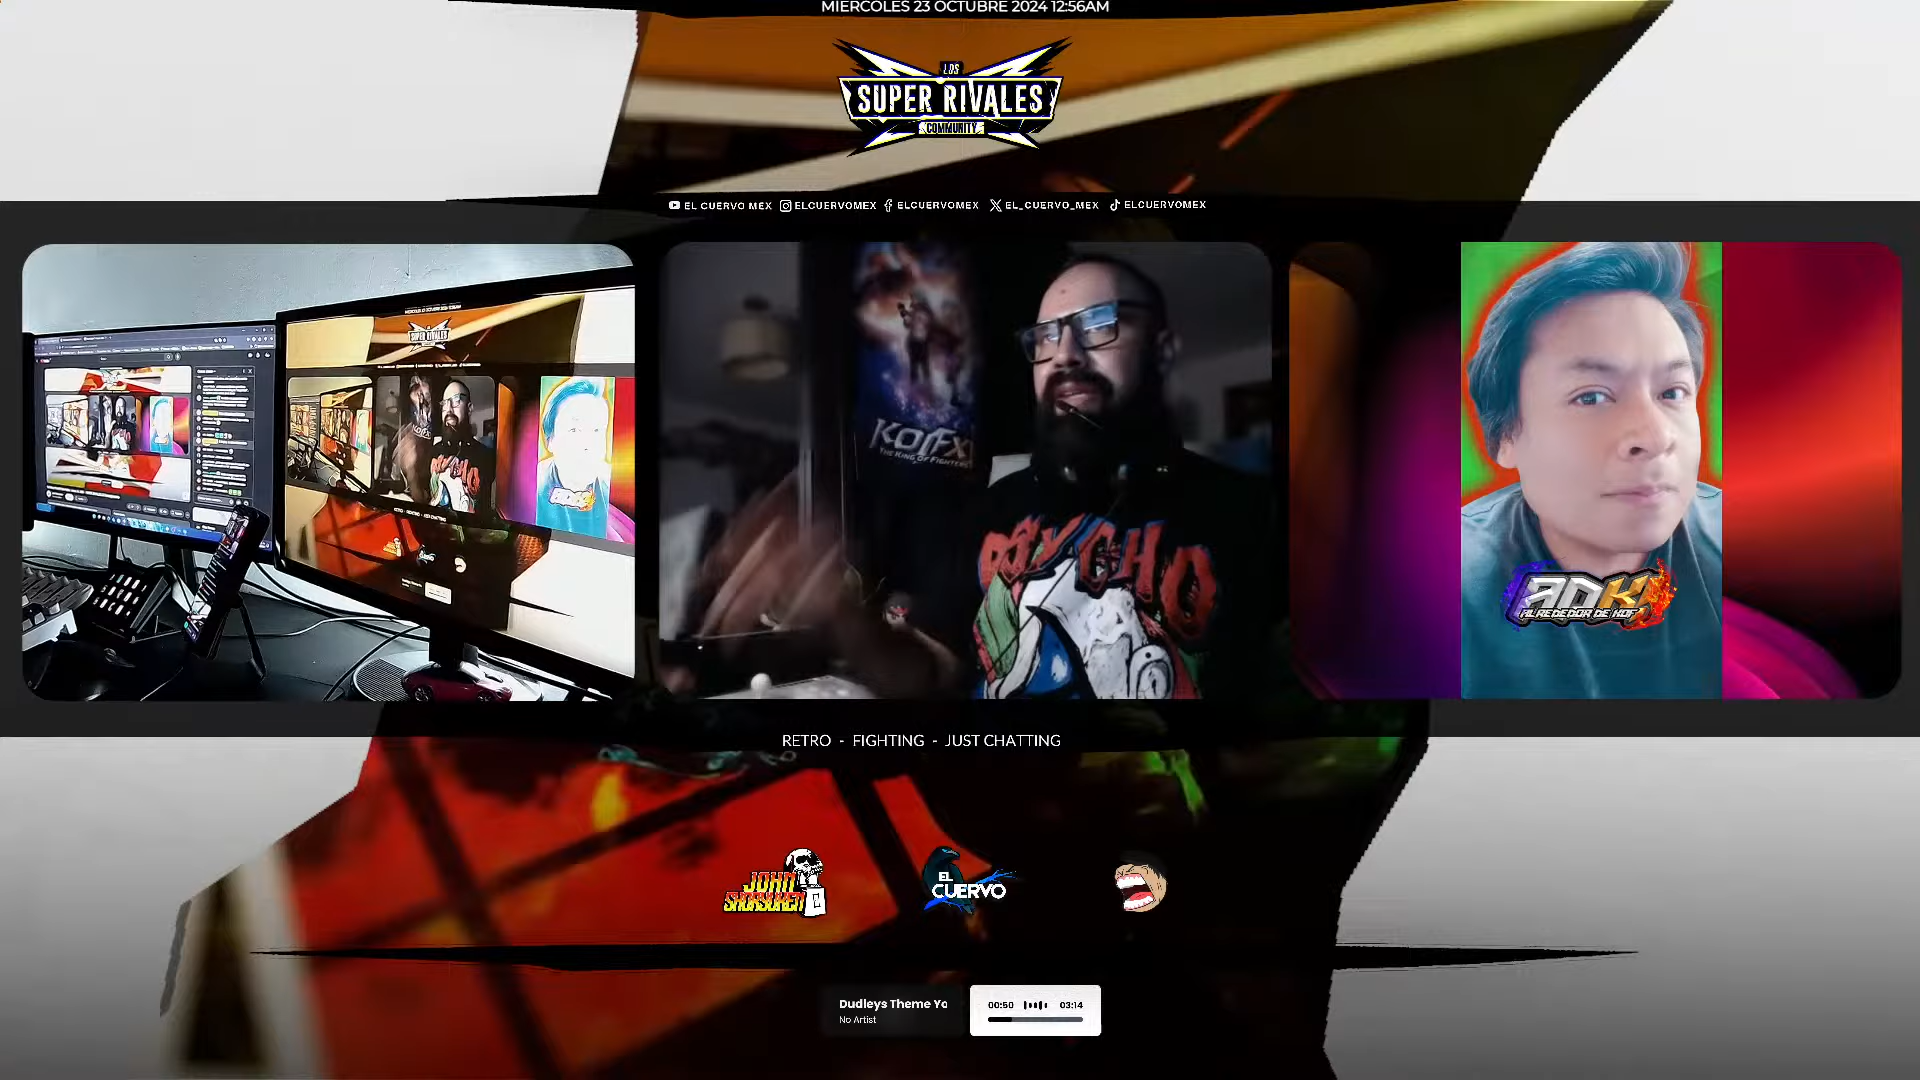 MIERCOLES 23 OCTUBRE 2024 12:56AM
LOS
SUPER RIVALES
COMMUNITY
EL CUERVO MEX ELCUERVOMEX ELCUERVOMEX EL_CUERVO_MEX ELCUERVOMEX
KOFXV
THE KING OF FIGHTERS
PSYCHO
ADK
ALREDEDOR DE KOF
RETRO - FIGHTING - JUST CHATTING
JOHN
SHORYUKEN
EL
CUERVO
Dudleys Theme Yo
No Artist
00:50 03:14